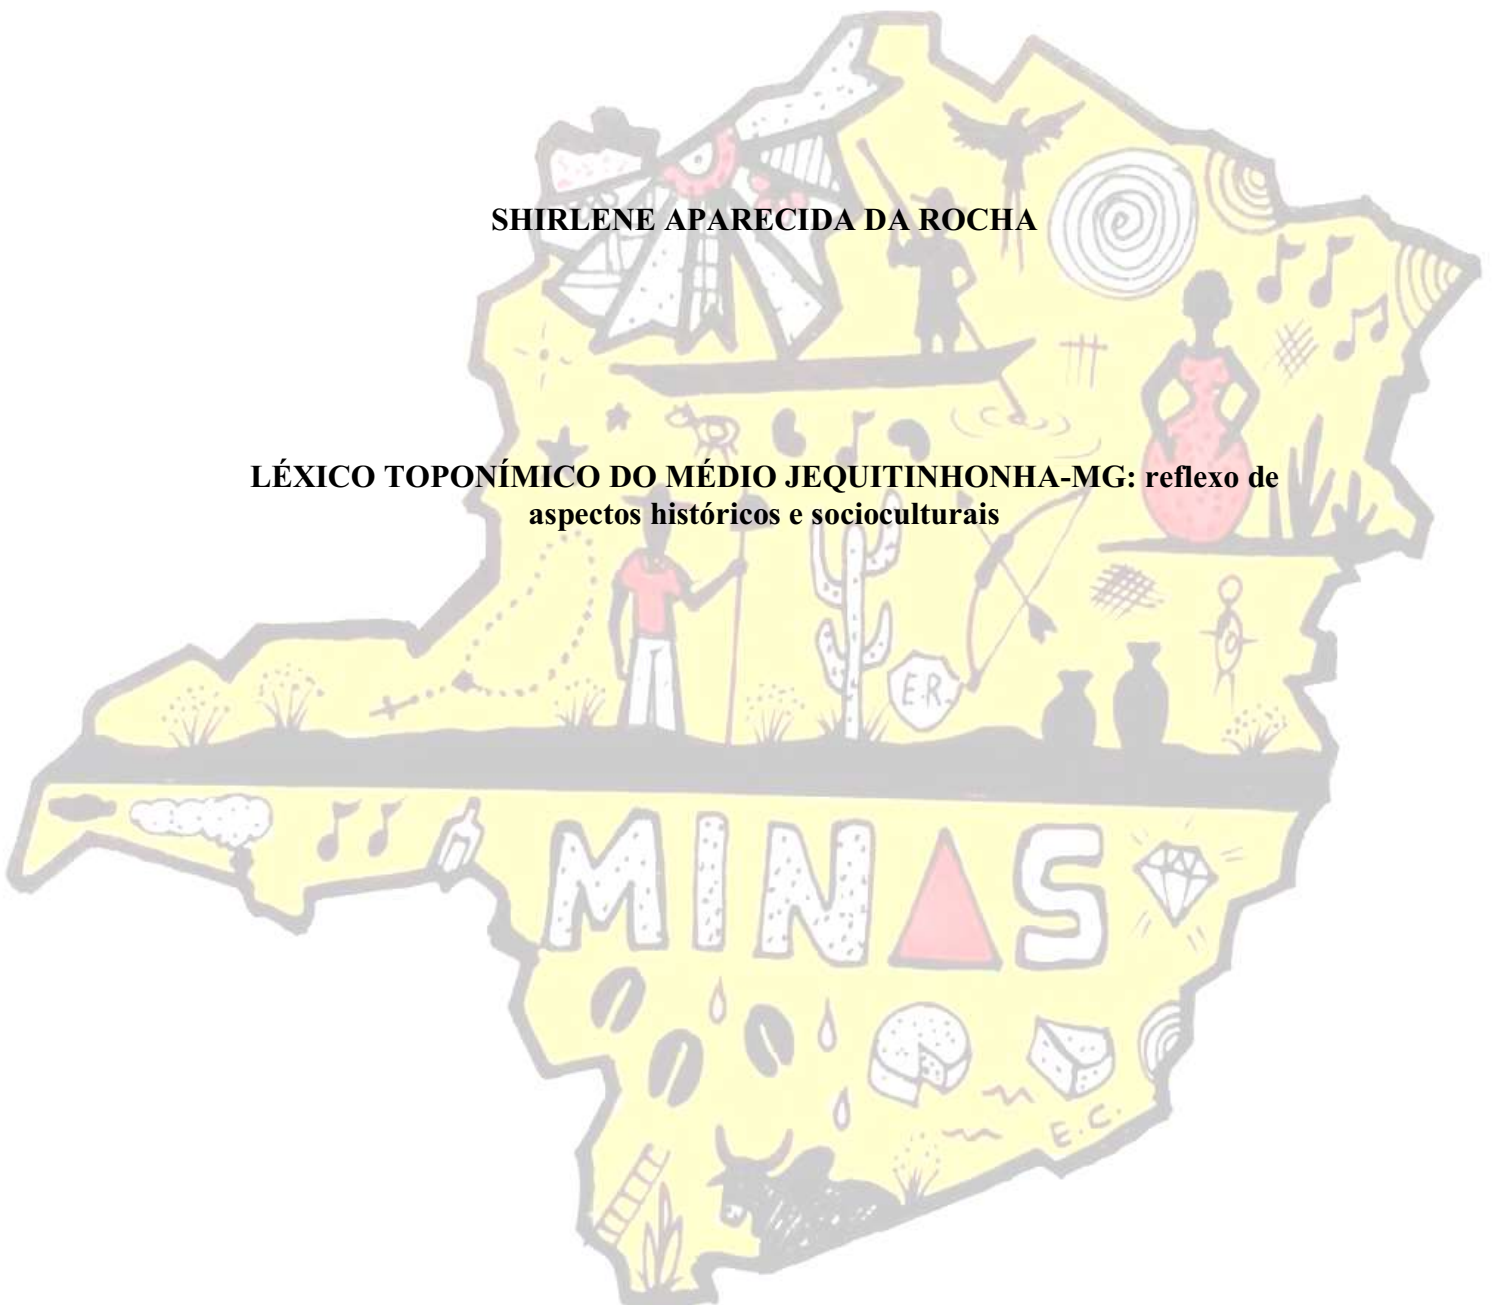 SHIRLENE APARECIDA DA ROCHA
LÉXICO TOPONÍMICO DO MÉDIO JEQUITINHONHA-MG: reflexo de
aspectos históricos e socioculturais
E.R.
MINAS
E.C.